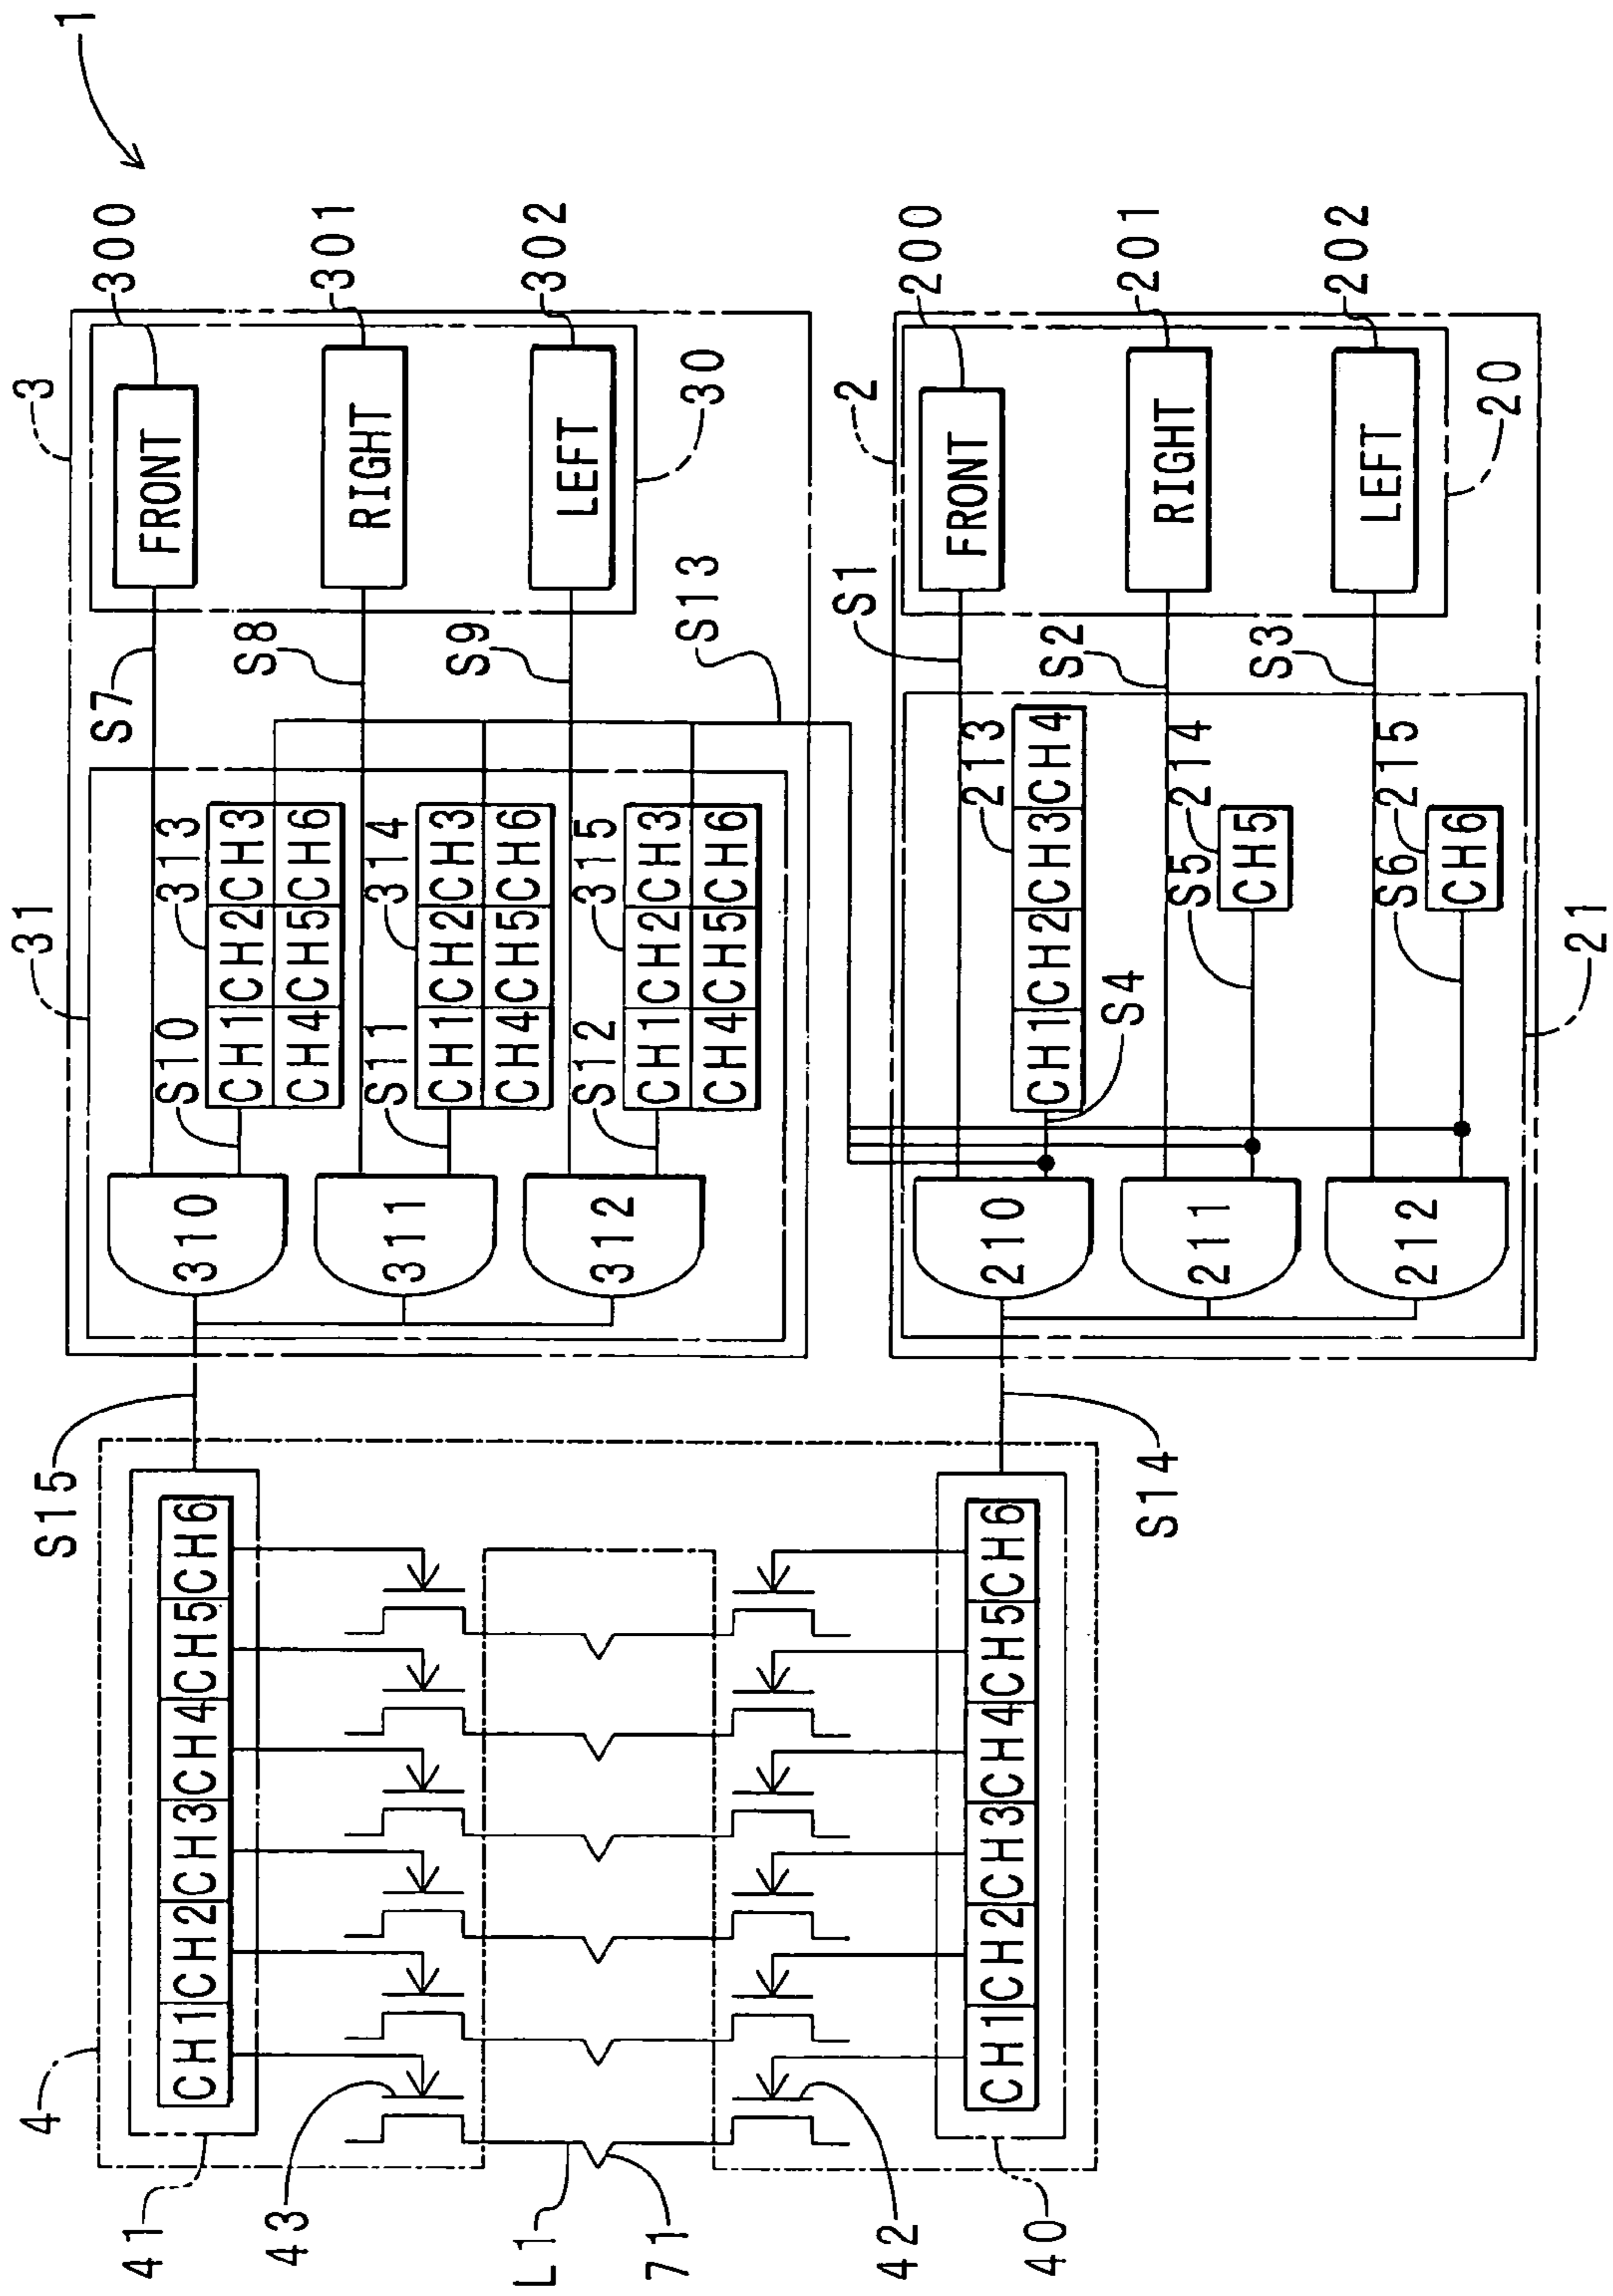 1
3
300
FRONT
S7
301
RIGHT
S8
302
LEFT
S9
30
S13
31
S10
313
CH1 CH2 CH3
CH4 CH5 CH6
310
S11
314
CH1 CH2 CH3
CH4 CH5 CH6
311
S12
315
CH1 CH2 CH3
CH4 CH5 CH6
312
2
200
FRONT
S1
201
RIGHT
S2
202
LEFT
S3
20
213
CH1 CH2 CH3 CH4
S4
210
214
S5
CH5
211
215
S6
CH6
212
21
S15
S14
4
41
CH1 CH2 CH3 CH4 CH5 CH6
43
L1
71
42
CH1 CH2 CH3 CH4 CH5 CH6
40